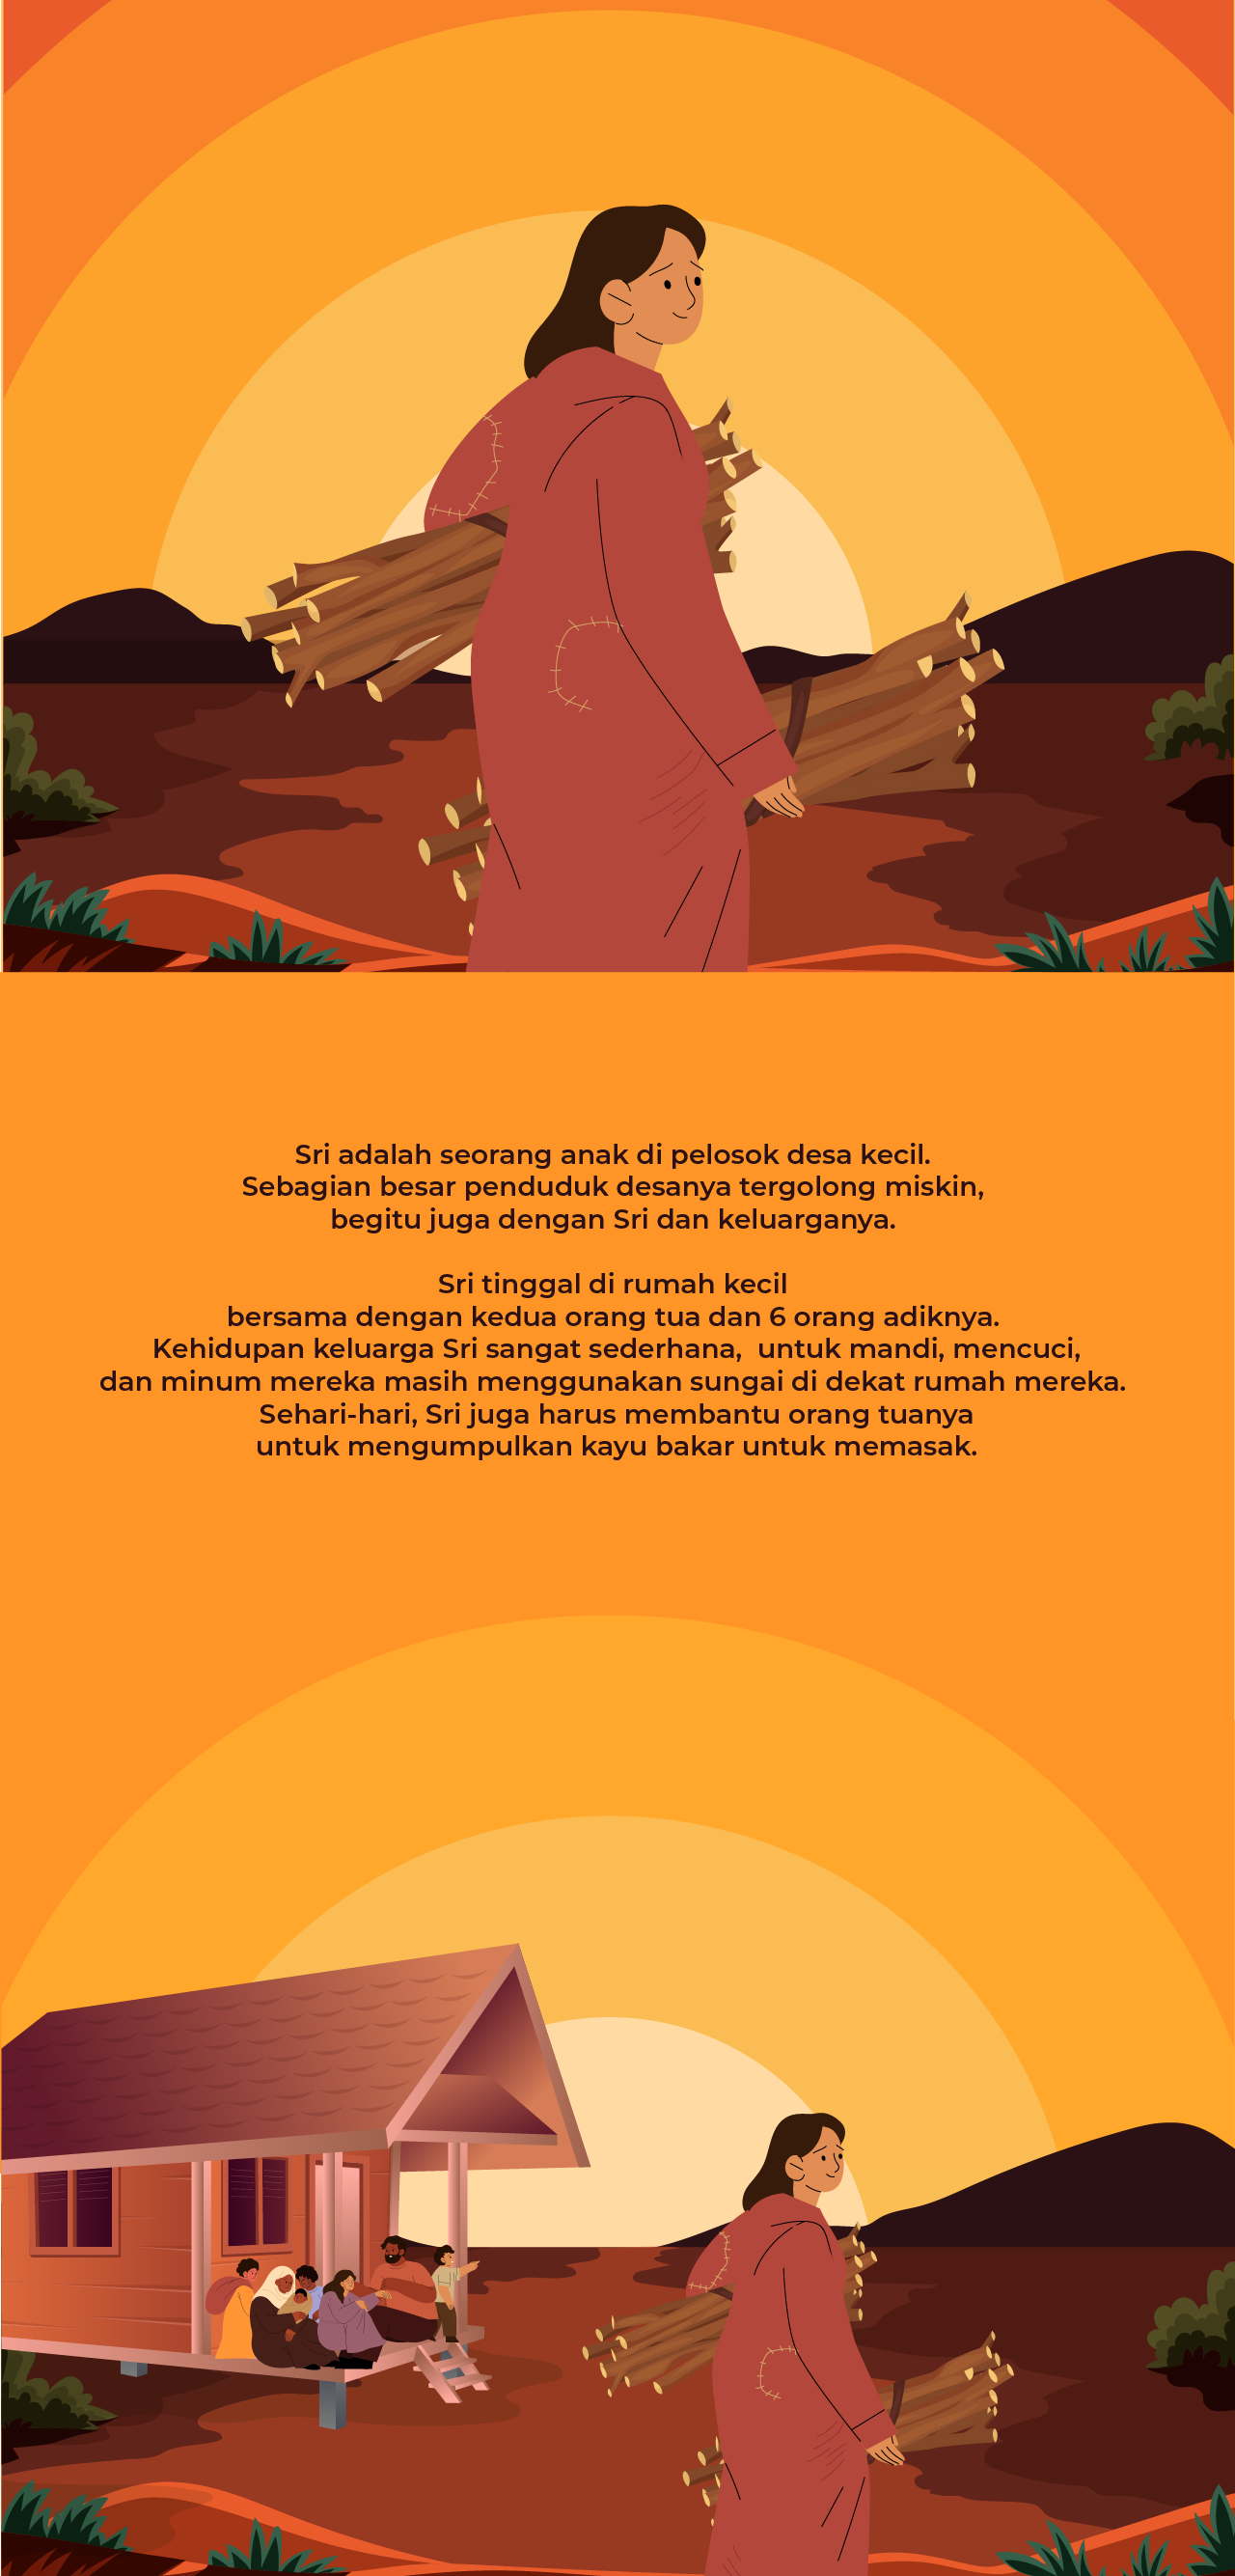 Sri adalah seorang anak di pelosok desa kecil.
Sebagian besar penduduk desanya tergolong miskin,
begitu juga dengan Sri dan keluarganya.
Sri tinggal di rumah kecil
bersama dengan kedua orang tua dan 6 orang adiknya.
Kehidupan keluarga Sri sangat sederhana,  untuk mandi, mencuci,
dan minum mereka masih menggunakan sungai di dekat rumah mereka.
Sehari-hari, Sri juga harus membantu orang tuanya
untuk mengumpulkan kayu bakar untuk memasak.